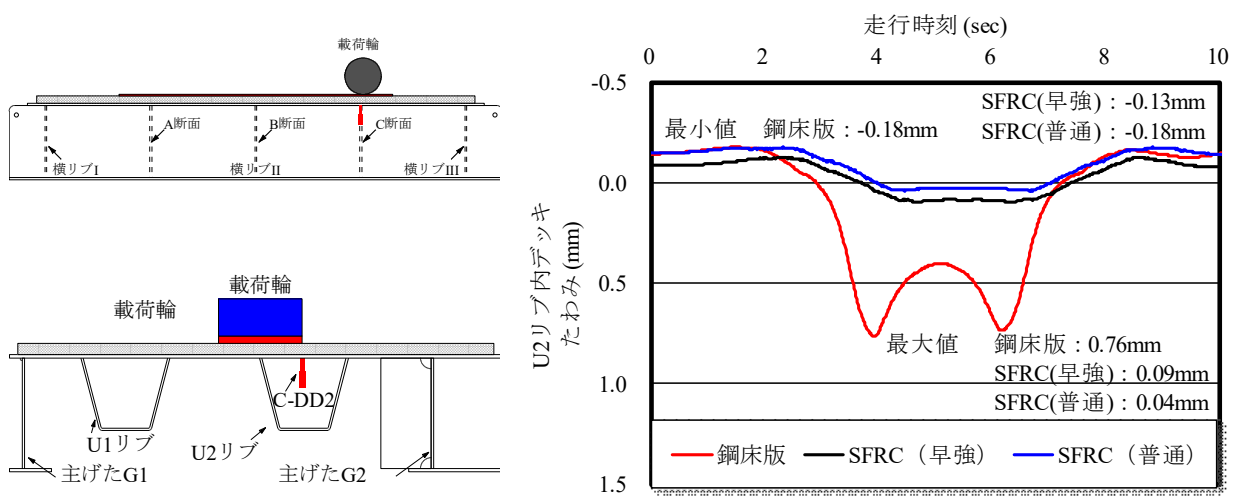 載荷輪
A断面
B断面
C断面
横リブI
横リブII
横リブIII
載荷輪
載荷輪
C-DD2
U1リブ
U2リブ
主げたG1
主げたG2
走行時刻 (sec)
0 2 4 6 8 10
-0.5
0.0
0.5
1.0
1.5
U2リブ内デッキ
たわみ (mm)
SFRC(早強)：-0.13mm
最小値 鋼床版：-0.18mm
SFRC(普通)：-0.18mm
最大値 鋼床版：0.76mm
SFRC(早強)：0.09mm
SFRC(普通)：0.04mm
鋼床版 SFRC（早強） SFRC（普通）